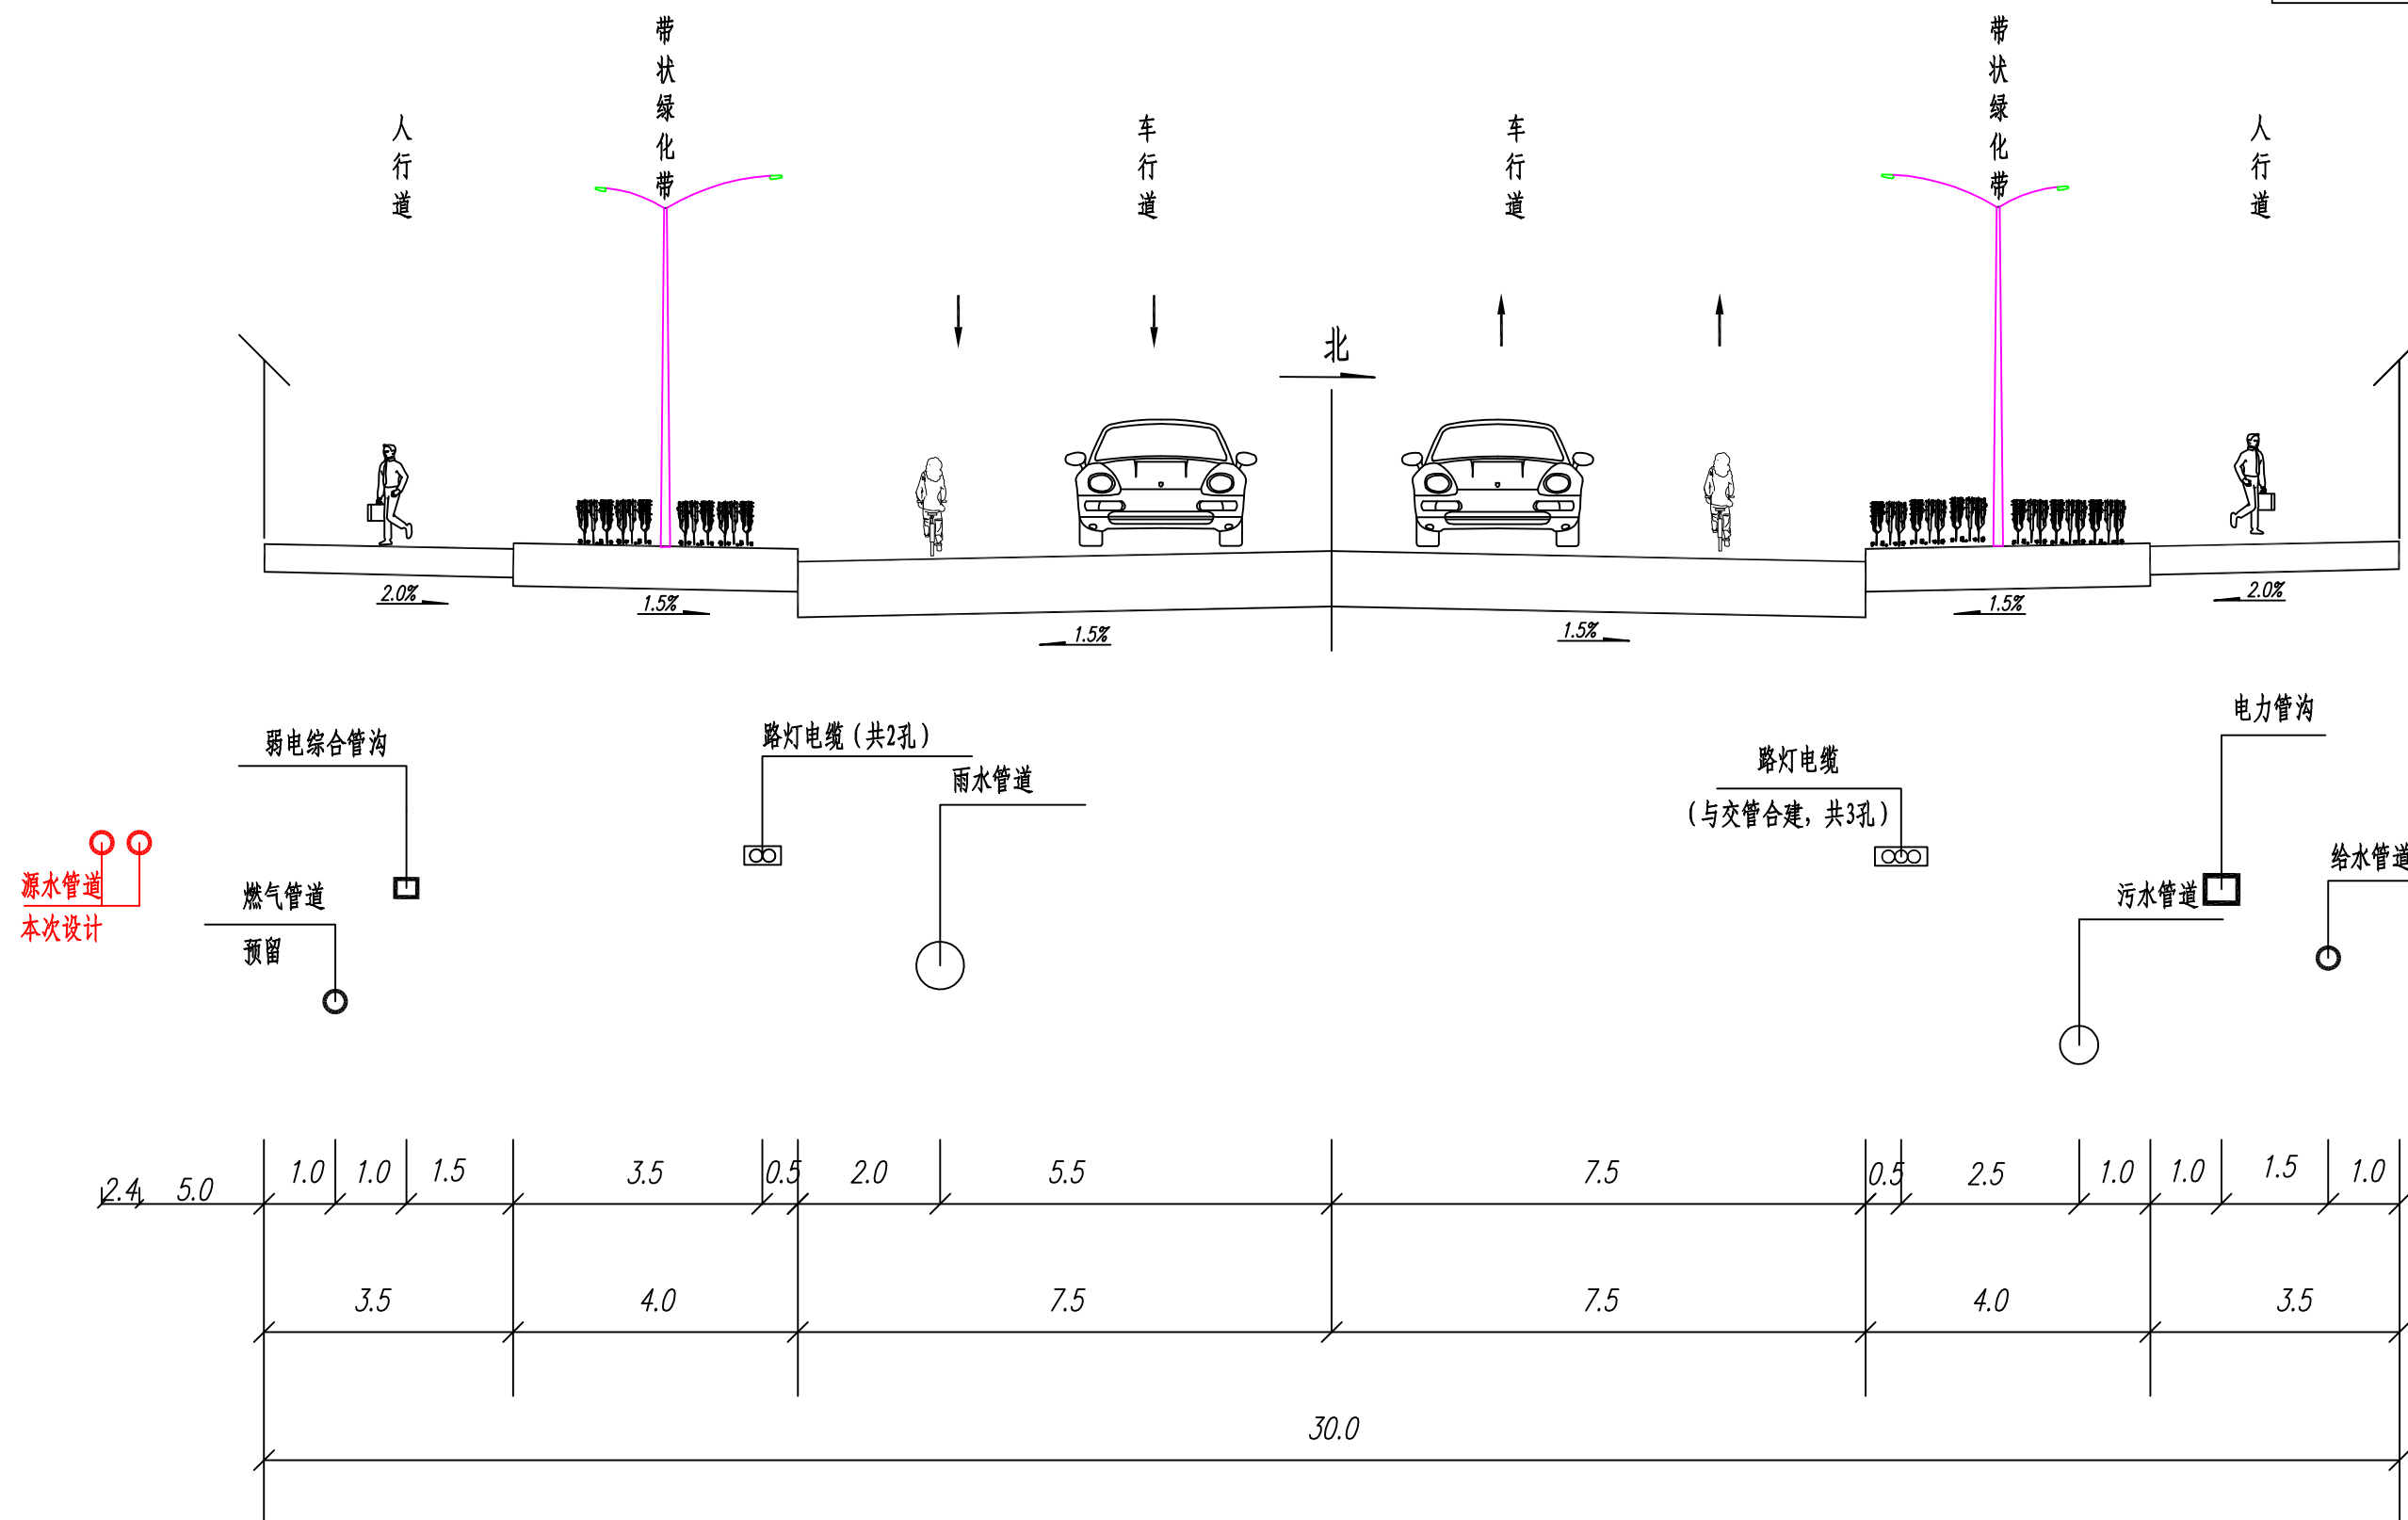 带状绿化带
带状绿化带
人行道
车行道
车行道
人行道
北
2.0%
1.5%
1.5%
1.5%
1.5%
2.0%
电力管沟
弱电综合管沟
路灯电缆（共2孔）
路灯电缆
（与交管合建，共3孔）
雨水管道
给水管道
源水管道
本次设计
燃气管道
预留
污水管道
2.4 5.0 1.0 1.0 1.5 3.5 0.5 2.0 5.5 7.5 0.5 2.5 1.0 1.0 1.5 1.0
3.5 4.0 7.5 7.5 4.0 3.5
30.0